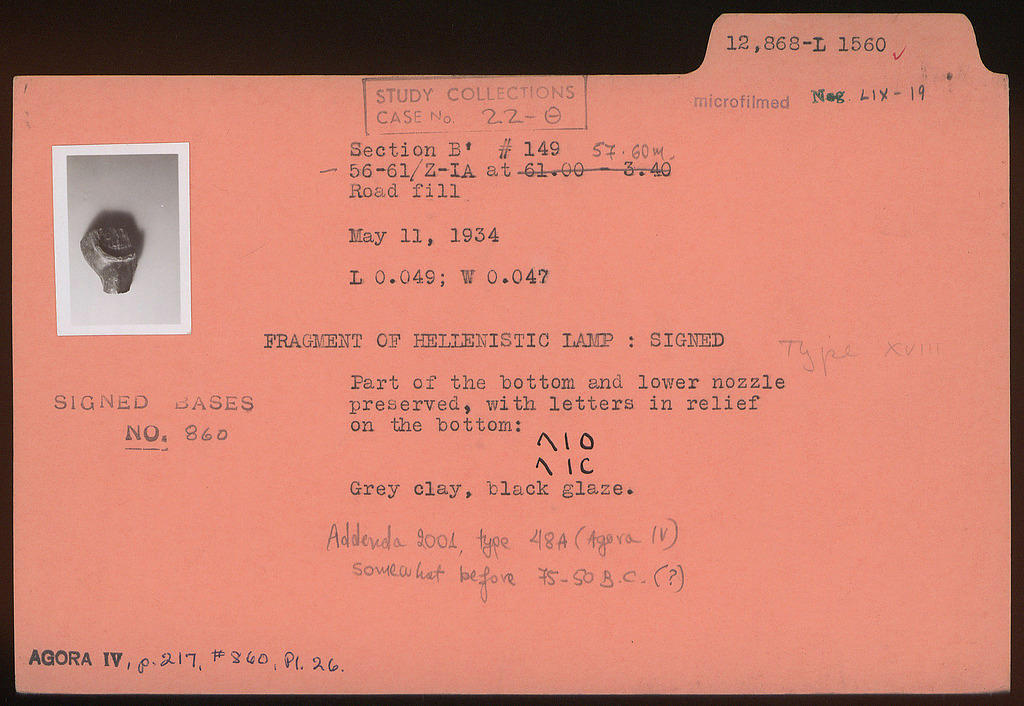 12,868-L 1560 ✓
STUDY COLLECTIONS
CASE No. 22-Θ
microfilmed Neg LIX-19
Section B' # 149 57.60m.
— 56-61/Z-IA at 61.00 - 3.40
Road fill
May 11, 1934
L 0.049; W 0.047
FRAGMENT OF HELLENISTIC LAMP : SIGNED
Type XVIII
Part of the bottom and lower nozzle
preserved, with letters in relief
on the bottom:
ΛΙΟ
ΛΙC
SIGNED BASES
NO. 860
Grey clay, black glaze.
Addenda 2001, type 48A (Agora IV)
somewhat before 75-50 B.C. (?)
AGORA IV, p. 217, #860, Pl. 26.